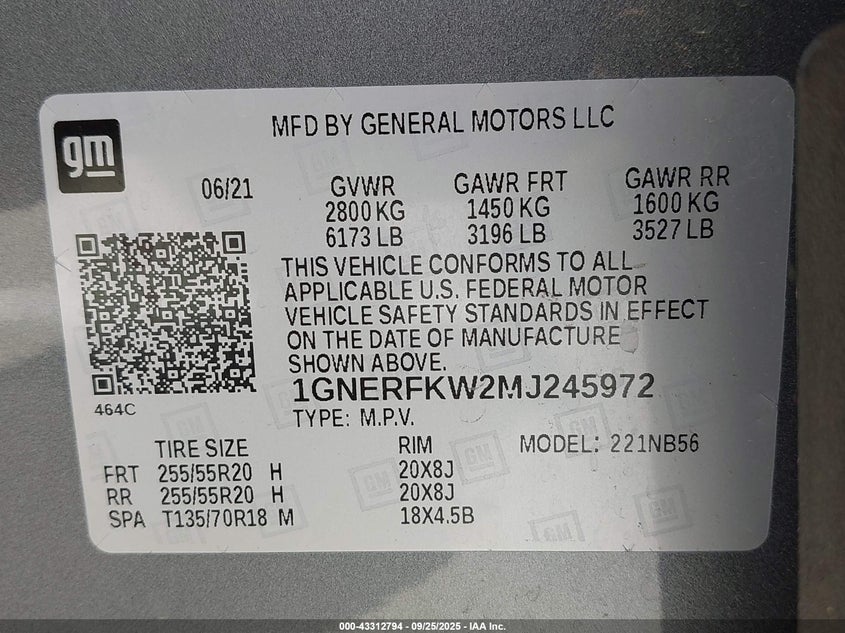 MFD BY GENERAL MOTORS LLC
gm
06/21 GVWR GAWR FRT GAWR RR
2800 KG 1450 KG 1600 KG
6173 LB 3196 LB 3527 LB
THIS VEHICLE CONFORMS TO ALL
APPLICABLE U.S. FEDERAL MOTOR
VEHICLE SAFETY STANDARDS IN EFFECT
ON THE DATE OF MANUFACTURE
SHOWN ABOVE.
1GNERFKW2MJ245972
464C
TYPE: M.P.V.
TIRE SIZE RIM MODEL: 221NB56
FRT 255/55R20 H 20X8J
RR 255/55R20 H 20X8J
SPA T135/70R18 M 18X4.5B
000-43312794 - 09/25/2025 - IAA Inc.